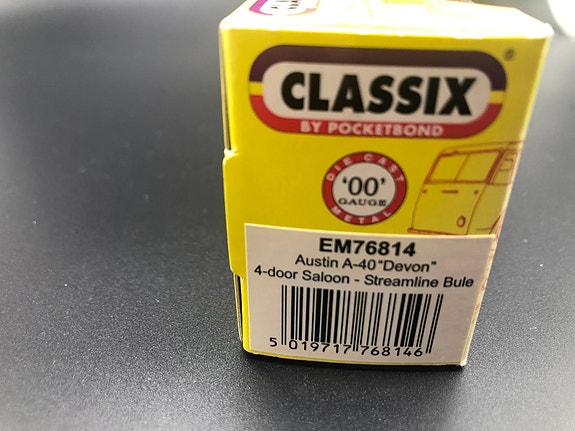 CLASSIX
BY POCKETBOND
DIE CAST
'00'
GAUGE
METAL
EM76814
Austin A-40 "Devon"
4-door Saloon - Streamline Bule
5 019717 768146